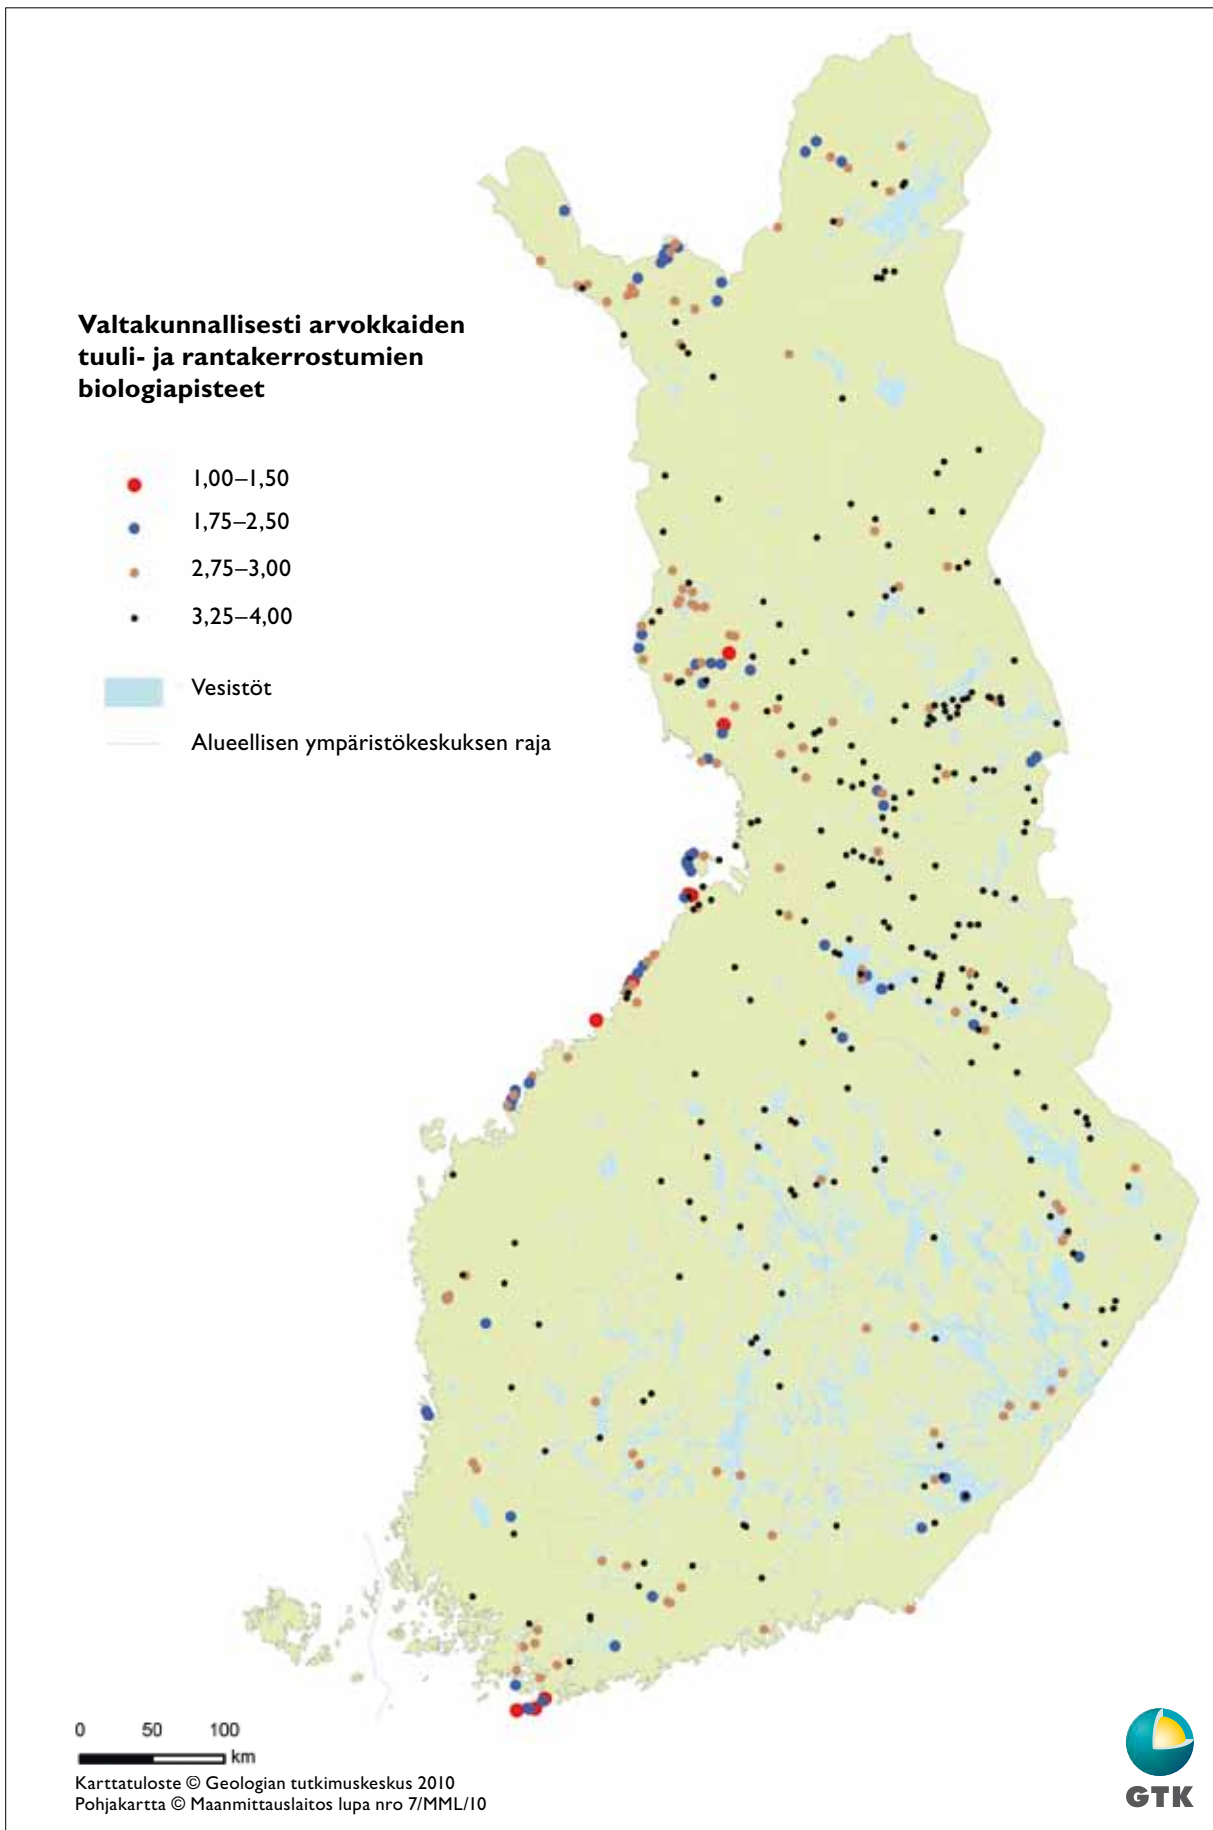 Valtakunnallisesti arvokkaiden
tuuli- ja rantakerrostumien
biologiapisteet
1,00–1,50
1,75–2,50
2,75–3,00
3,25–4,00
Vesistöt
Alueellisen ympäristökeskuksen raja
0 50 100
km
Karttatuloste © Geologian tutkimuskeskus 2010
Pohjakartta © Maanmittauslaitos lupa nro 7/MML/10
GTK